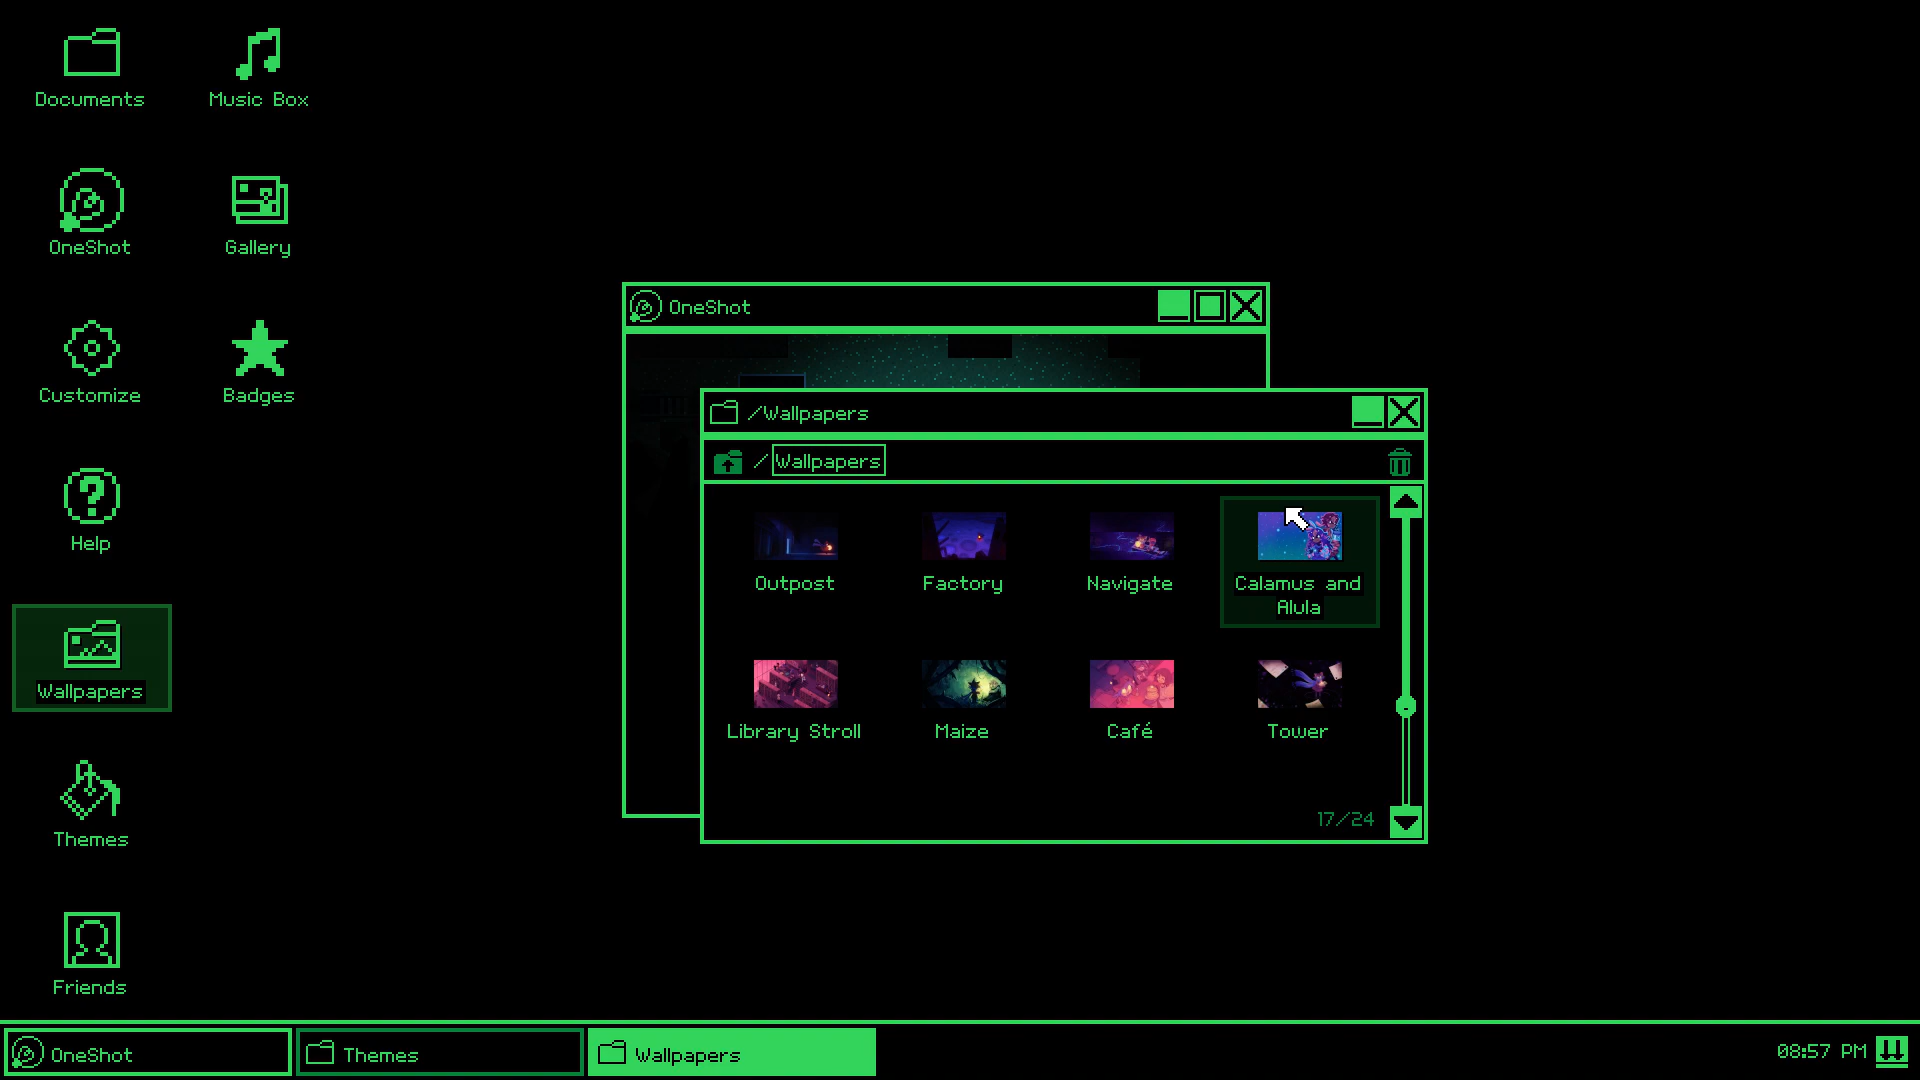 Documents
Music Box
OneShot
Gallery
Customize
Badges
Help
Wallpapers
Themes
Friends
OneShot
/Wallpapers
/ Wallpapers
Outpost
Factory
Navigate
Calamus and
Alula
Library Stroll
Maize
Café
Tower
17/24
OneShot
Themes
Wallpapers
08:57 PM